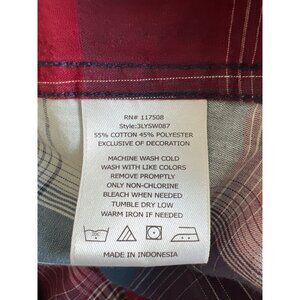 RN# 117508
Style:3LYSW087
55% COTTON 45% POLYESTER
EXCLUSIVE OF DECORATION
MACHINE WASH COLD
WASH WITH LIKE COLORS
REMOVE PROMPTLY
ONLY NON-CHLORINE
BLEACH WHEN NEEDED
TUMBLE DRY LOW
WARM IRON IF NEEDED
MADE IN INDONESIA